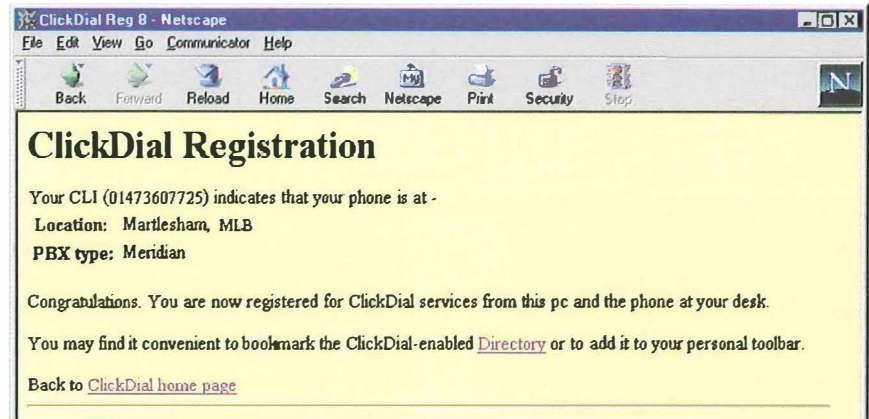 ClickDial Reg 8 - Netscape
File Edit View Go Communicator Help
Back Forward Reload Home Search Netscape Print Security Stop
My
N
ClickDial Registration
Your CLI (01473607725) indicates that your phone is at -
Location: Martlesham, MLB
PBX type: Meridian
Congratulations. You are now registered for ClickDial services from this pc and the phone at your desk.
You may find it convenient to bookmark the ClickDial-enabled Directory or to add it to your personal toolbar.
Back to ClickDial home page